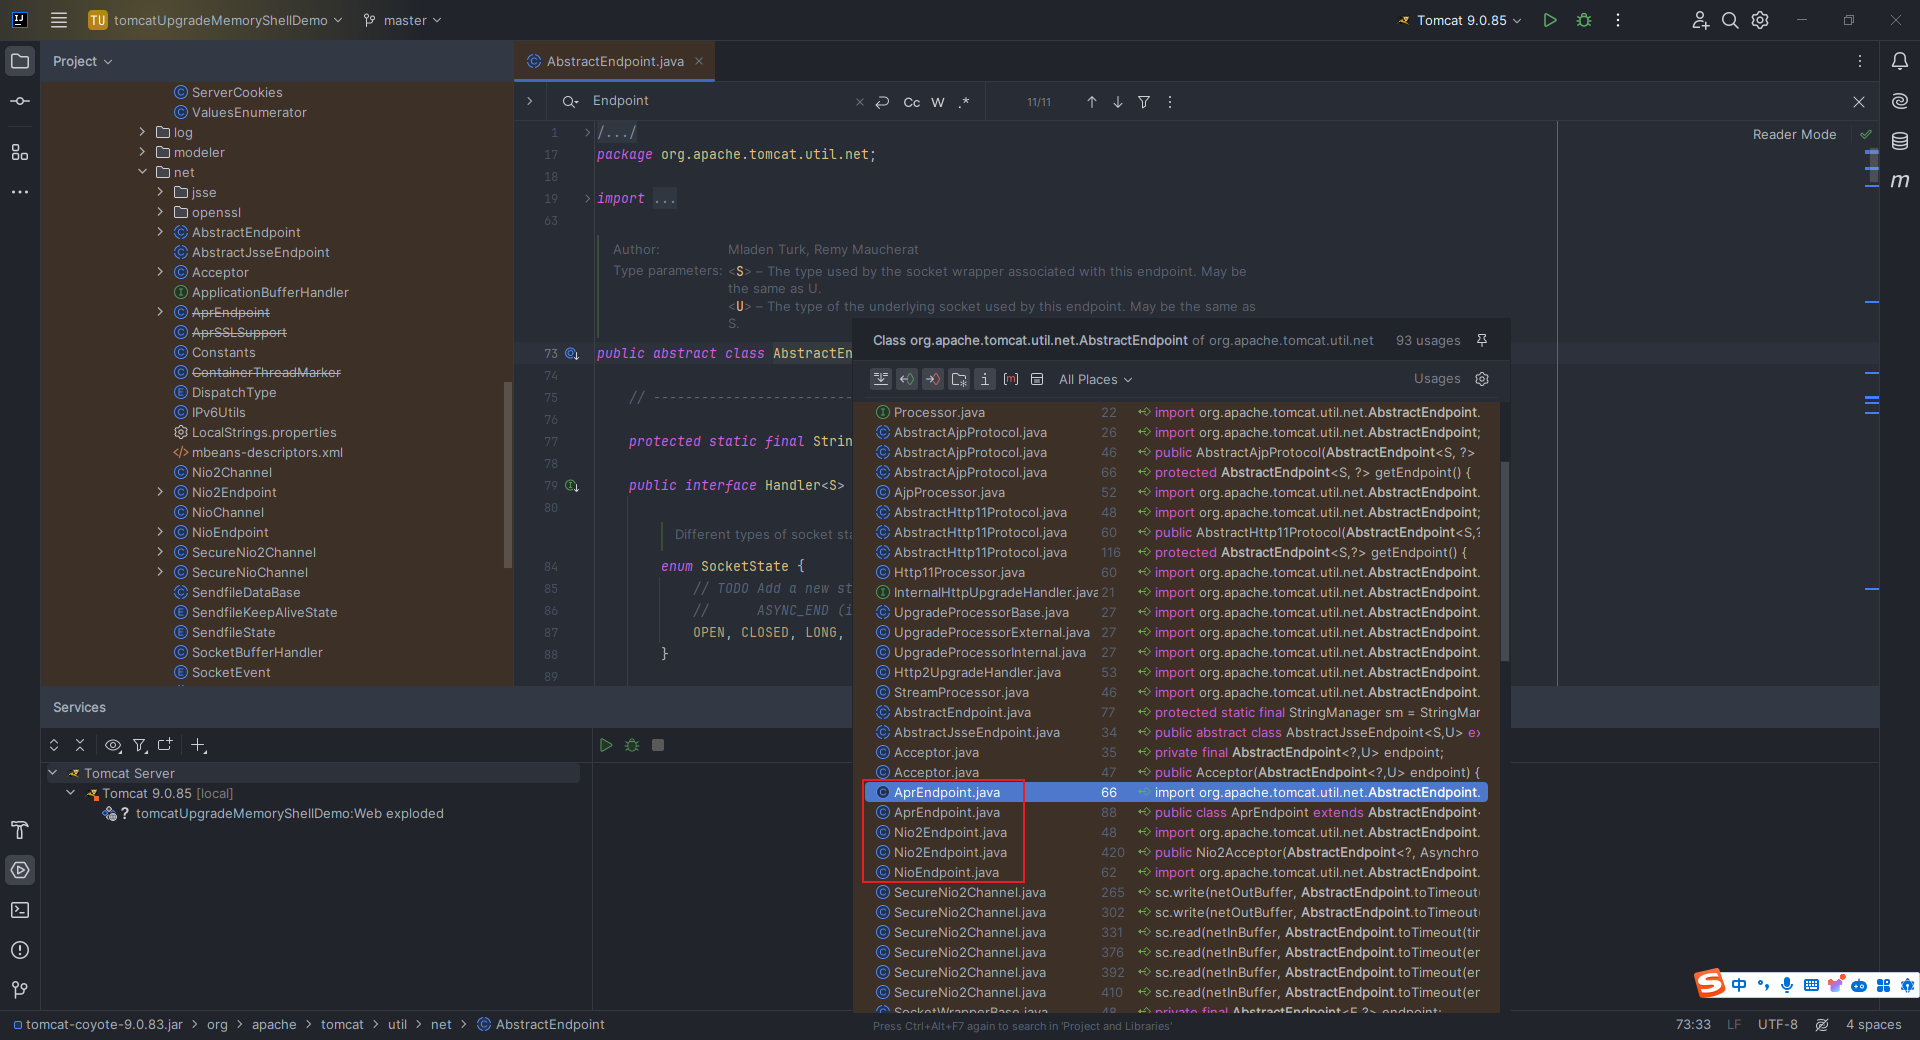 TU tomcatUpgradeMemoryShellDemo master Tomcat 9.0.85
Project
ServerCookies
ValuesEnumerator
log
modeler
net
jsse
openssl
AbstractEndpoint
AbstractJsseEndpoint
Acceptor
ApplicationBufferHandler
AprEndpoint
AprSSLSupport
Constants
ContainerThreadMarker
DispatchType
IPv6Utils
LocalStrings.properties
mbeans-descriptors.xml
Nio2Channel
Nio2Endpoint
NioChannel
NioEndpoint
SecureNio2Channel
SecureNioChannel
SendfileDataBase
SendfileKeepAliveState
SendfileState
SocketBufferHandler
SocketEvent
AbstractEndpoint.java
Endpoint Cc W .* 11/11
Reader Mode
1 /.../
17 package org.apache.tomcat.util.net;
18
19 import ...
63
Author: Mladen Turk, Remy Maucherat
Type parameters: <S> – The type used by the socket wrapper associated with this endpoint. May be
the same as U.
<U> – The type of the underlying socket used by this endpoint. May be the same as
S.
73 public abstract class AbstractEn
74
75 // -------------------------
76
77 protected static final Strin
78
79 public interface Handler<S>
80
Different types of socket sta
84 enum SocketState {
85 // TODO Add a new st
86 // ASYNC_END (i
87 OPEN, CLOSED, LONG,
88 }
89
Class org.apache.tomcat.util.net.AbstractEndpoint of org.apache.tomcat.util.net 93 usages
All Places Usages
Processor.java 22 import org.apache.tomcat.util.net.AbstractEndpoint.
AbstractAjpProtocol.java 26 import org.apache.tomcat.util.net.AbstractEndpoint;
AbstractAjpProtocol.java 46 public AbstractAjpProtocol(AbstractEndpoint<S, ?>
AbstractAjpProtocol.java 66 protected AbstractEndpoint<S, ?> getEndpoint() {
AjpProcessor.java 52 import org.apache.tomcat.util.net.AbstractEndpoint.
AbstractHttp11Protocol.java 48 import org.apache.tomcat.util.net.AbstractEndpoint;
AbstractHttp11Protocol.java 60 public AbstractHttp11Protocol(AbstractEndpoint<S,?
AbstractHttp11Protocol.java 116 protected AbstractEndpoint<S,?> getEndpoint() {
Http11Processor.java 60 import org.apache.tomcat.util.net.AbstractEndpoint.
InternalHttpUpgradeHandler.java 21 import org.apache.tomcat.util.net.AbstractEndpoint.
UpgradeProcessorBase.java 27 import org.apache.tomcat.util.net.AbstractEndpoint.
UpgradeProcessorExternal.java 27 import org.apache.tomcat.util.net.AbstractEndpoint.
UpgradeProcessorInternal.java 27 import org.apache.tomcat.util.net.AbstractEndpoint.
Http2UpgradeHandler.java 53 import org.apache.tomcat.util.net.AbstractEndpoint.
StreamProcessor.java 46 import org.apache.tomcat.util.net.AbstractEndpoint.
AbstractEndpoint.java 77 protected static final StringManager sm = StringMar
AbstractJsseEndpoint.java 34 public abstract class AbstractJsseEndpoint<S,U> ex
Acceptor.java 35 private final AbstractEndpoint<?,U> endpoint;
Acceptor.java 47 public Acceptor(AbstractEndpoint<?,U> endpoint) {
AprEndpoint.java 66 import org.apache.tomcat.util.net.AbstractEndpoint.
AprEndpoint.java 88 public class AprEndpoint extends AbstractEndpoint<
Nio2Endpoint.java 48 import org.apache.tomcat.util.net.AbstractEndpoint.
Nio2Endpoint.java 420 public Nio2Acceptor(AbstractEndpoint<?, Asynchro
NioEndpoint.java 62 import org.apache.tomcat.util.net.AbstractEndpoint.
SecureNio2Channel.java 265 sc.write(netOutBuffer, AbstractEndpoint.toTimeout(
SecureNio2Channel.java 302 sc.write(netOutBuffer, AbstractEndpoint.toTimeout(
SecureNio2Channel.java 331 sc.read(netInBuffer, AbstractEndpoint.toTimeout(tir
SecureNio2Channel.java 376 sc.read(netInBuffer, AbstractEndpoint.toTimeout(er
SecureNio2Channel.java 392 sc.read(netInBuffer, AbstractEndpoint.toTimeout(er
SecureNio2Channel.java 410 sc.read(netInBuffer, AbstractEndpoint.toTimeout(er
SocketWrapperBase.java 48 private final AbstractEndpoint<E,?> endpoint;
Press Ctrl+Alt+F7 again to search in 'Project and Libraries'
Services
Tomcat Server
Tomcat 9.0.85 [local]
? tomcatUpgradeMemoryShellDemo:Web exploded
S 中
tomcat-coyote-9.0.83.jar > org > apache > tomcat > util > net > AbstractEndpoint
73:33 LF UTF-8 4 spaces